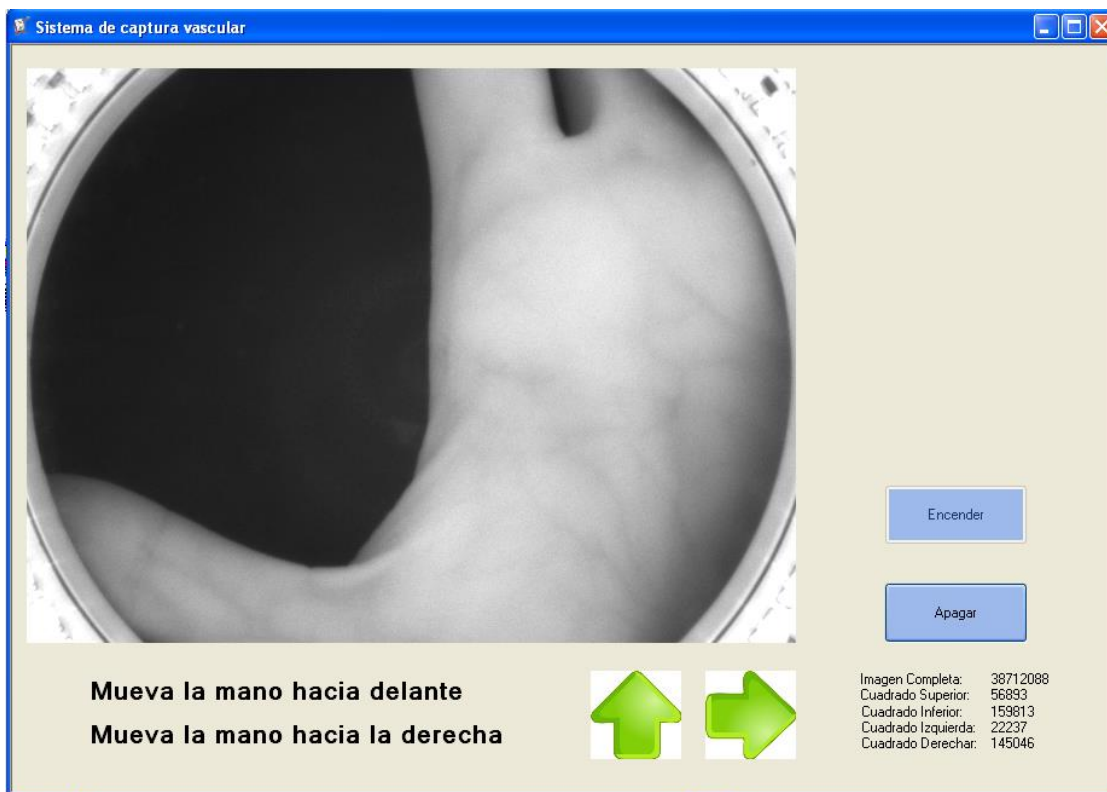 Sistema de captura vascular
Encender
Apagar
Mueva la mano hacia delante
Mueva la mano hacia la derecha
Imagen Completa: 38712088
Cuadrado Superior: 56893
Cuadrado Inferior: 159813
Cuadrado Izquierda: 22237
Cuadrado Derechar: 145046